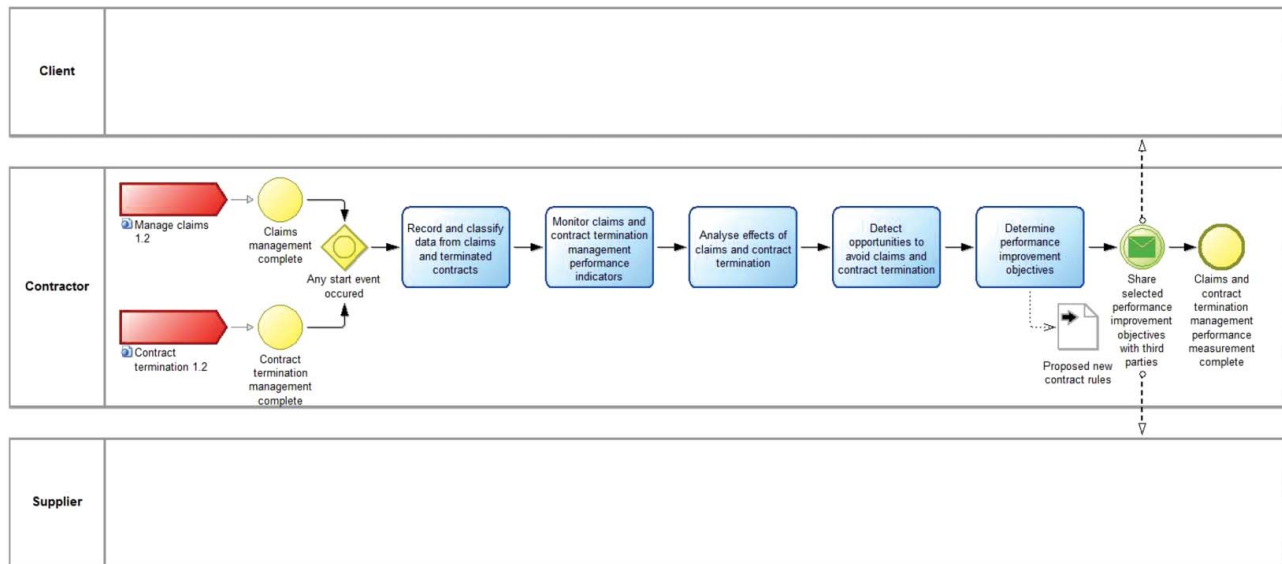 Client
Contractor
Manage claims
1.2
Claims
management
complete
Any start event
occured
Contract
termination 1.2
Contract
termination
management
complete
Record and classify
data from claims
and terminated
contracts
Monitor claims and
contract termination
management
performance
indicators
Analyse effects of
claims and contract
termination
Detect
opportunities to
avoid claims and
contract termination
Determine
performance
improvement
objectives
Proposed new
contract rules
Share
selected
performance
improvement
objectives
with third
parties
Claims and
contract
termination
management
performance
measurement
complete
Supplier